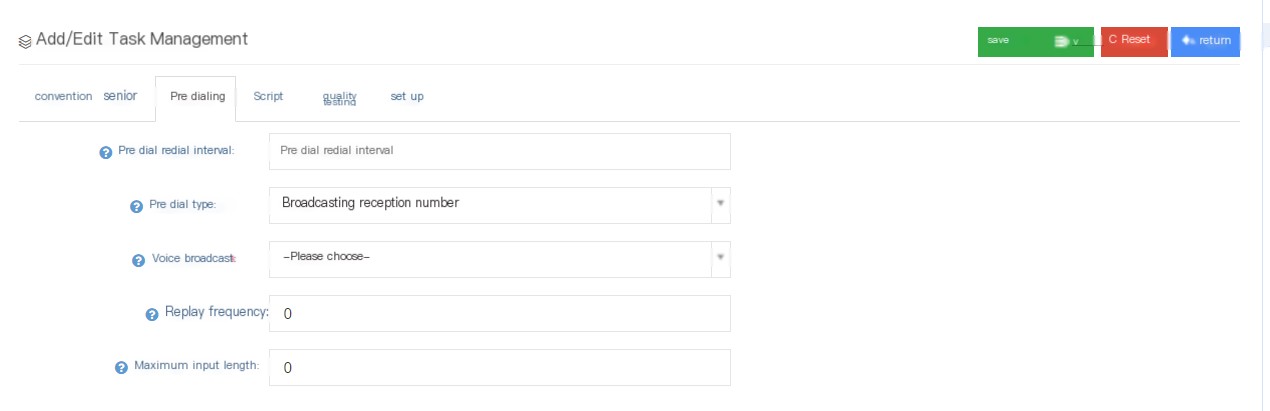 Add/Edit Task Management
save v C Reset return
convention senior Pre dialing Script quality testing set up
Pre dial redial interval: Pre dial redial interval
Pre dial type: Broadcasting reception number
Voice broadcast: –Please choose–
Replay frequency: 0
Maximum input length: 0